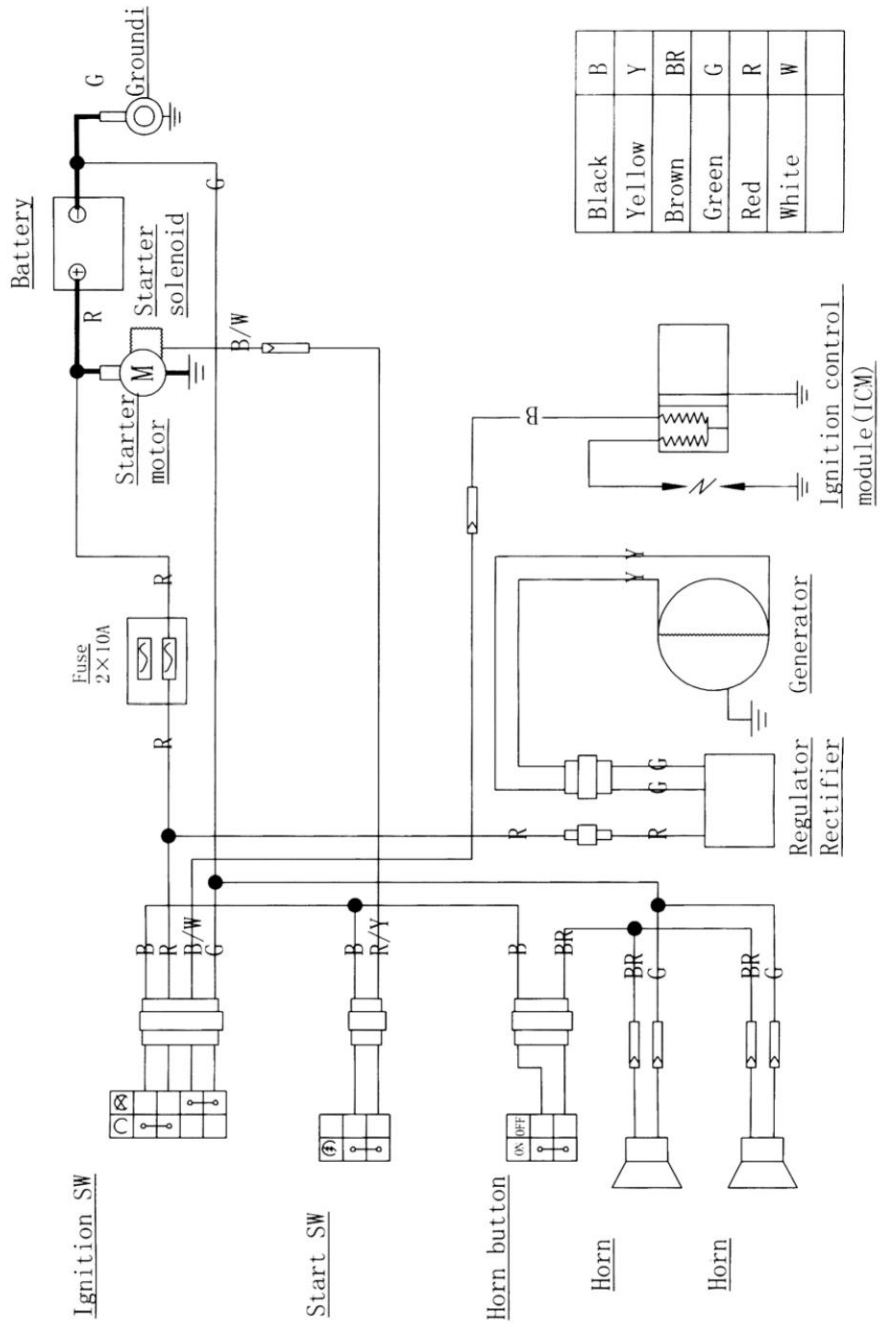 Battery
G
Groundi
R
Starter
solenoid
G
Starter
motor
M
B/W
Fuse
2×10A
R
R
B
R
B/W
G
Ignition SW
B
R/Y
Start SW
B
BR
ON
OFF
Horn button
BR
G
Horn
BR
G
Horn
R
R
G
G
Regulator
Rectifier
Y
Y
Generator
B
Ignition control
module(ICM)
Black B
Yellow Y
Brown BR
Green G
Red R
White W